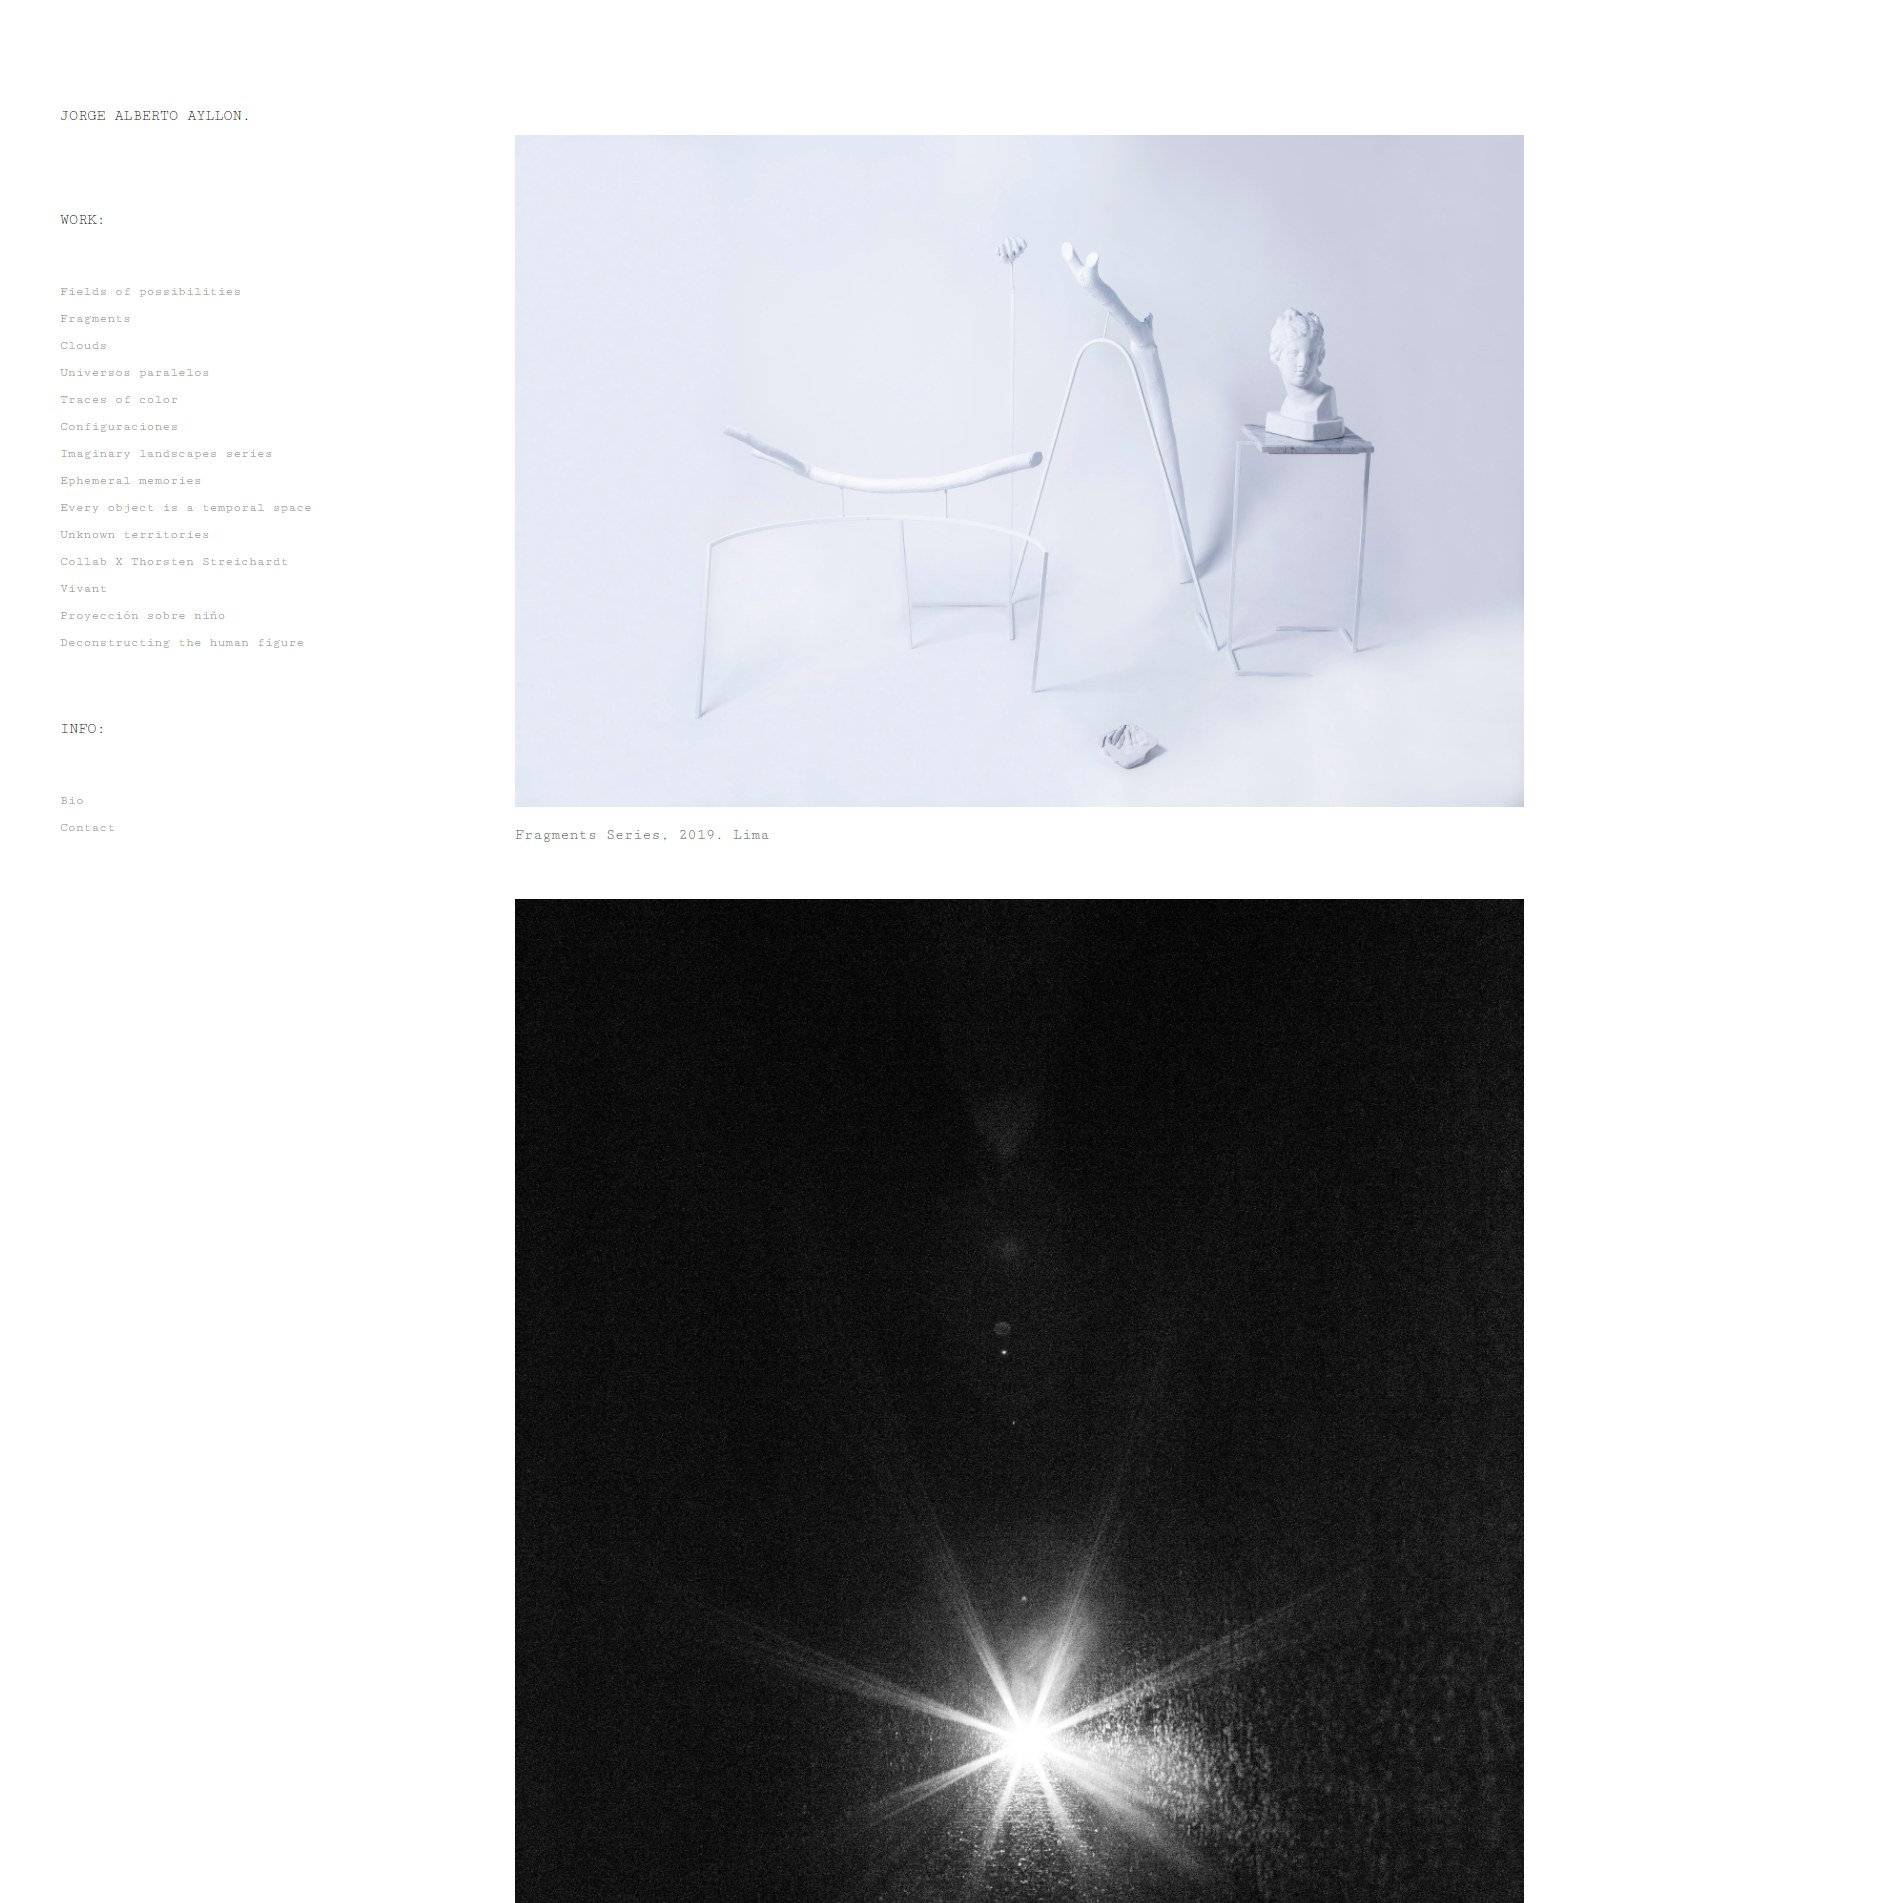 JORGE ALBERTO AYLLON.
WORK:
Fields of possibilities
Fragments
Clouds
Universos paralelos
Traces of color
Configuraciones
Imaginary landscapes series
Ephemeral memories
Every object is a temporal space
Unknown territories
Collab X Thorsten Streichardt
Vivant
Proyección sobre niño
Deconstructing the human figure
INFO:
Bio
Contact
Fragments Series, 2019. Lima